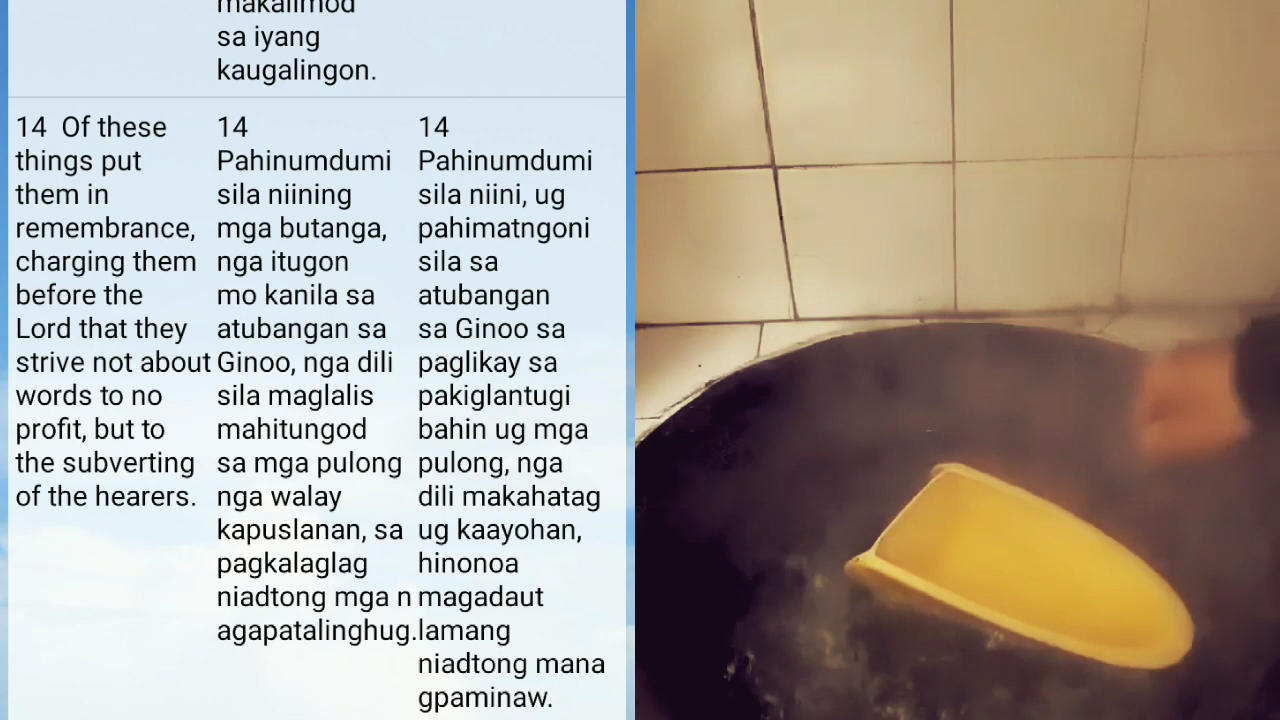 makalimod
sa iyang
kaugalingon.
14 Of these
things put
them in
remembrance,
charging them
before the
Lord that they
strive not about
words to no
profit, but to
the subverting
of the hearers.
14
Pahinumdumi
sila niining
mga butanga,
nga itugon
mo kanila sa
atubangan sa
Ginoo, nga dili
sila maglalis
mahitungod
sa mga pulong
nga walay
kapuslanan, sa
pagkalaglag
niadtong mga n
agapatalinghug.
14
Pahinumdumi
sila niini, ug
pahimatngoni
sila sa
atubangan
sa Ginoo sa
paglikay sa
pakiglantugi
bahin ug mga
pulong, nga
dili makahatag
ug kaayohan,
hinonoa
magadaut
lamang
niadtong mana
gpaminaw.